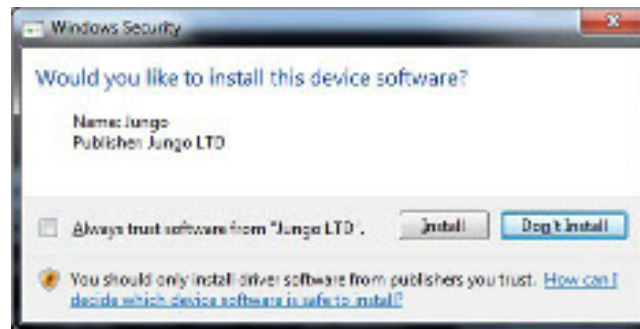 Windows Security
Would you like to install this device software?
Name: Jungo
Publisher: Jungo LTD
Always trust software from "Jungo LTD".
Install
Don't Install
You should only install driver software from publishers you trust. How can I
decide which device software is safe to install?